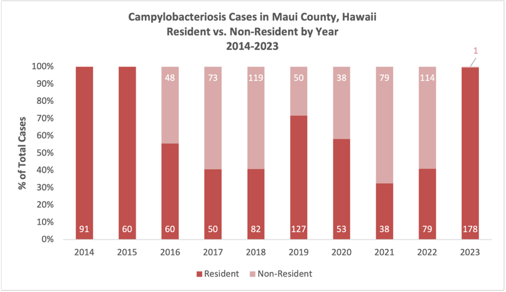 Campylobacteriosis Cases in Maui County, Hawaii
Resident vs. Non-Resident by Year
2014-2023
1
100%
90%
80%
70%
60%
50%
40%
30%
20%
10%
0%
% of Total Cases
48 73 119 50 38 79 114
91 60 60 50 82 127 53 38 79 178
2014 2015 2016 2017 2018 2019 2020 2021 2022 2023
Resident Non-Resident